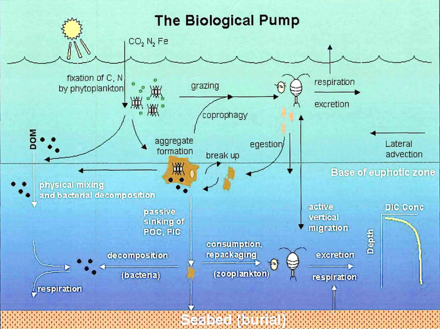 The Biological Pump
CO2 N2 Fe
fixation of C, N
by phytoplankton
grazing
respiration
excretion
coprophagy
DOM
aggregate
formation
break up
egestion
Lateral
advection
Base of euphotic zone
physical mixing
and bacterial decomposition
passive
sinking of
POC, PIC
active
vertical
migration
DIC Conc
Depth
decomposition
(bacteria)
consumption,
repackaging
(zooplankton)
excretion
respiration
respiration
Seabed (burial)